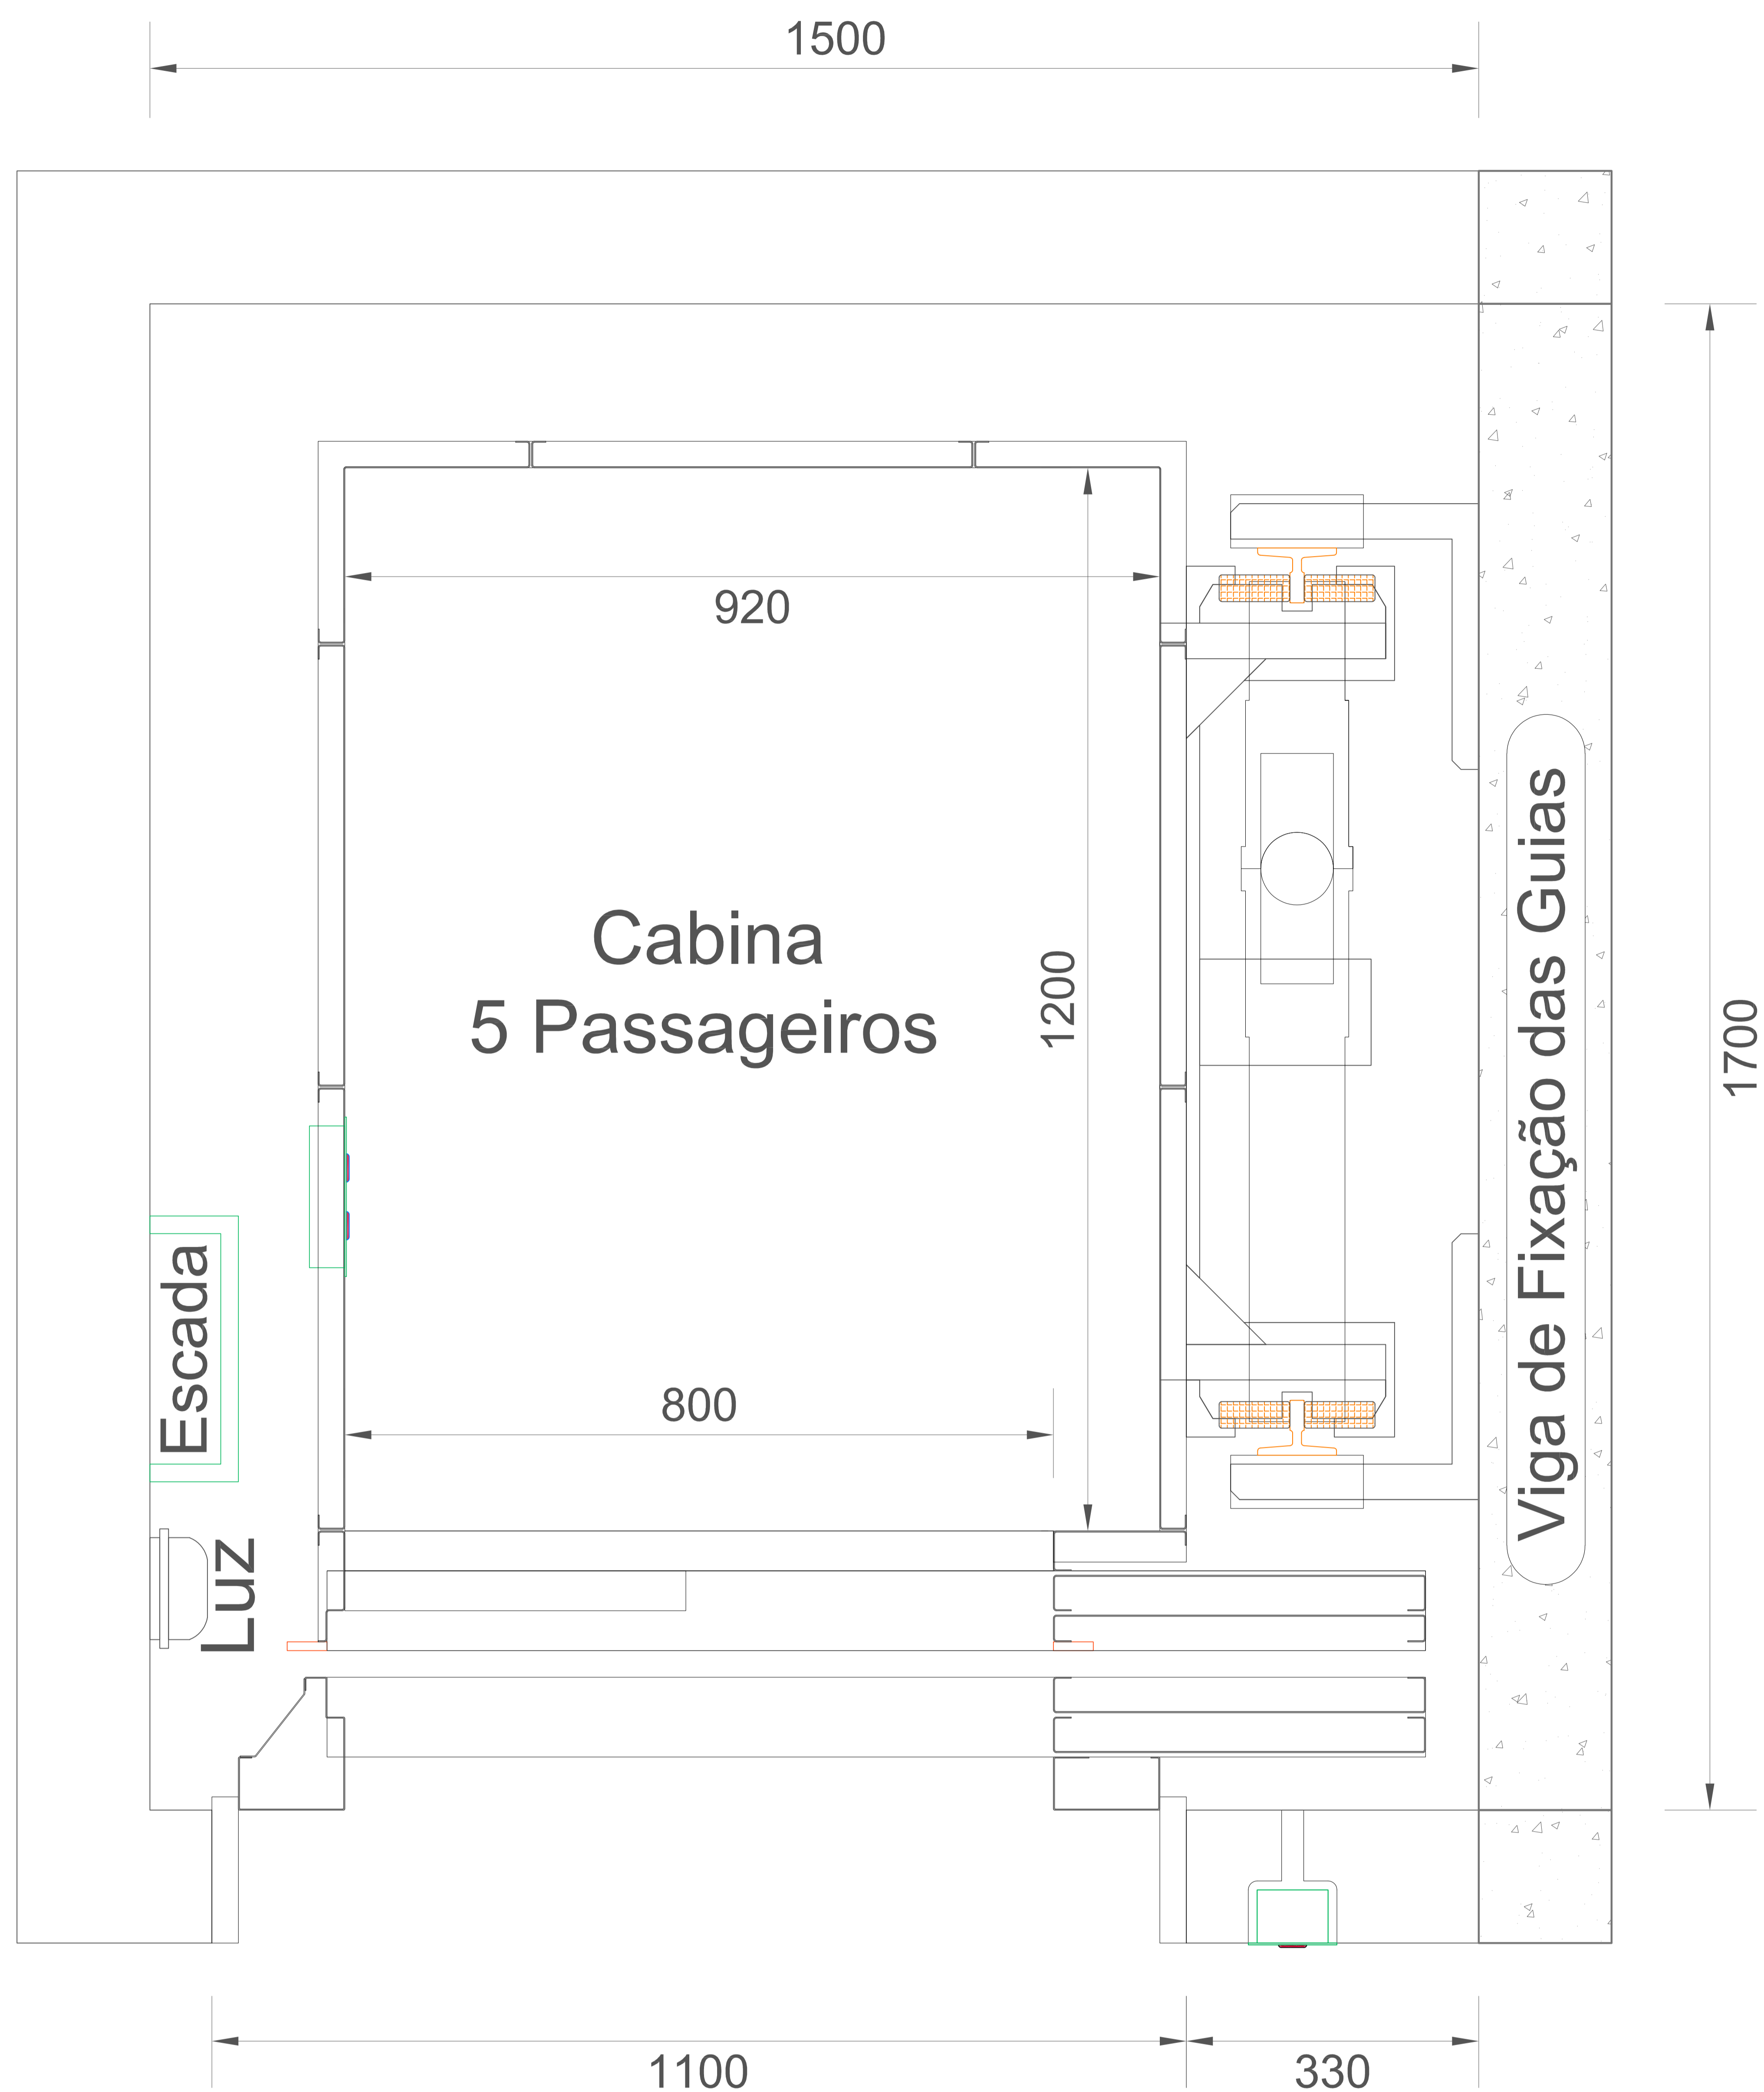 1500
920
Cabina
5 Passageiros
1200
1700
Viga de Fixação das Guias
Escada
800
Luz
1100
330